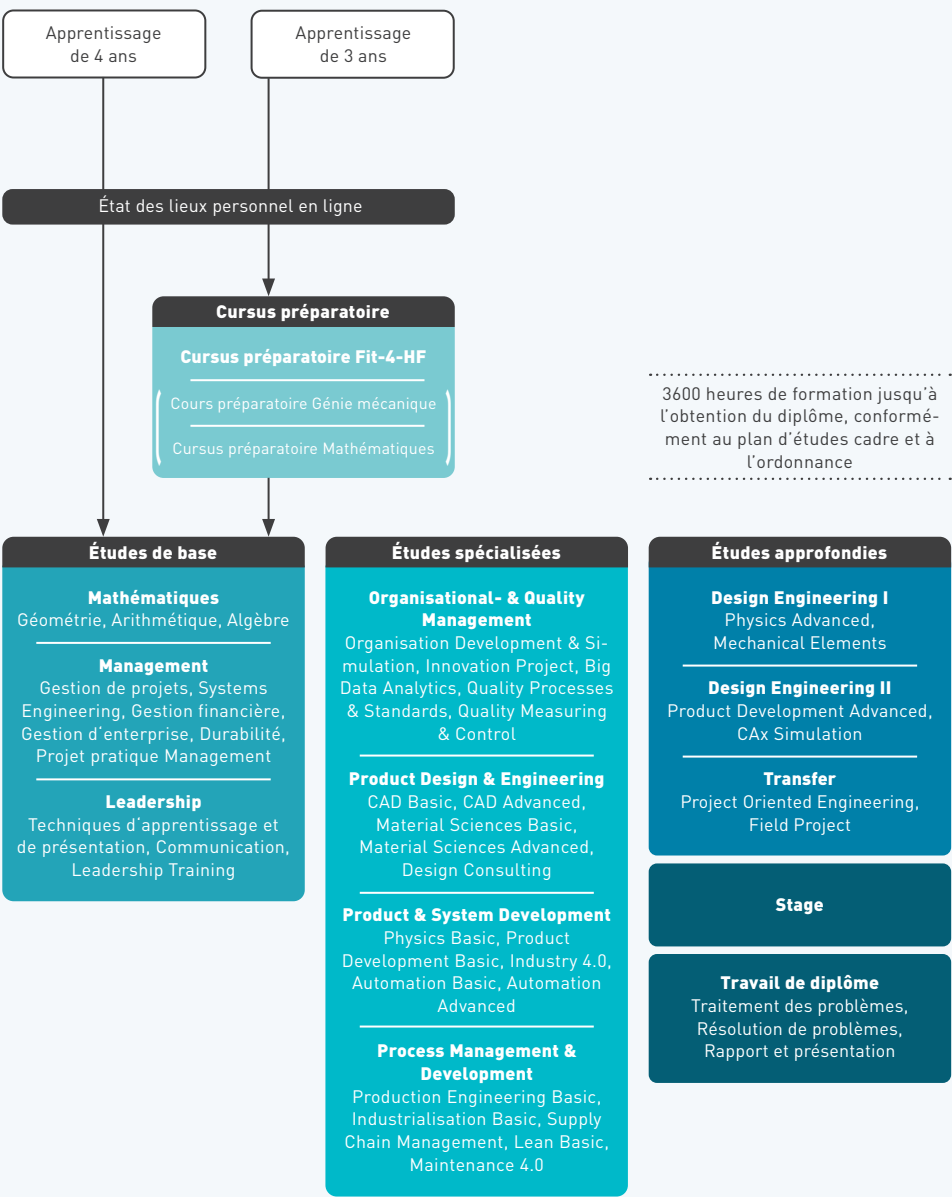 Apprentissage
de 4 ans
Apprentissage
de 3 ans
État des lieux personnel en ligne
Cursus préparatoire
Cursus préparatoire Fit-4-HF
Cours préparatoire Génie mécanique
Cursus préparatoire Mathématiques
3600 heures de formation jusqu'à
l'obtention du diplôme, conformé-
ment au plan d'études cadre et à
l'ordonnance
Études de base
Mathématiques
Géométrie, Arithmétique, Algèbre
Management
Gestion de projets, Systems
Engineering, Gestion financière,
Gestion d'enterprise, Durabilité,
Projet pratique Management
Leadership
Techniques d'apprentissage et
de présentation, Communication,
Leadership Training
Études spécialisées
Organisational- & Quality
Management
Organisation Development & Si-
mulation, Innovation Project, Big
Data Analytics, Quality Processes
& Standards, Quality Measuring
& Control
Product Design & Engineering
CAD Basic, CAD Advanced,
Material Sciences Basic,
Material Sciences Advanced,
Design Consulting
Product & System Development
Physics Basic, Product
Development Basic, Industry 4.0,
Automation Basic, Automation
Advanced
Process Management &
Development
Production Engineering Basic,
Industrialisation Basic, Supply
Chain Management, Lean Basic,
Maintenance 4.0
Études approfondies
Design Engineering I
Physics Advanced,
Mechanical Elements
Design Engineering II
Product Development Advanced,
CAx Simulation
Transfer
Project Oriented Engineering,
Field Project
Stage
Travail de diplôme
Traitement des problèmes,
Résolution de problèmes,
Rapport et présentation